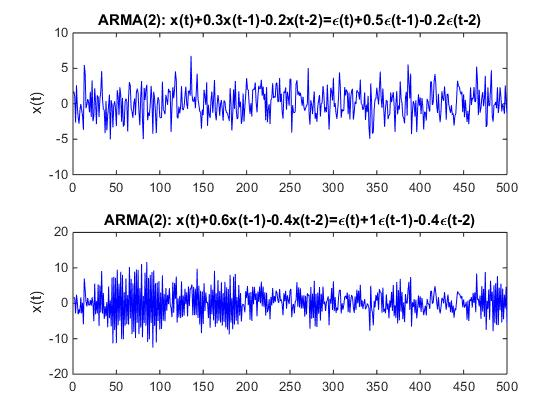 ARMA(2): x(t)+0.3x(t-1)-0.2x(t-2)=ϵ(t)+0.5ϵ(t-1)-0.2ϵ(t-2)
10
5
0
-5
-10
x(t)
0 50 100 150 200 250 300 350 400 450 500
ARMA(2): x(t)+0.6x(t-1)-0.4x(t-2)=ϵ(t)+1ϵ(t-1)-0.4ϵ(t-2)
20
10
0
-10
-20
x(t)
0 50 100 150 200 250 300 350 400 450 500